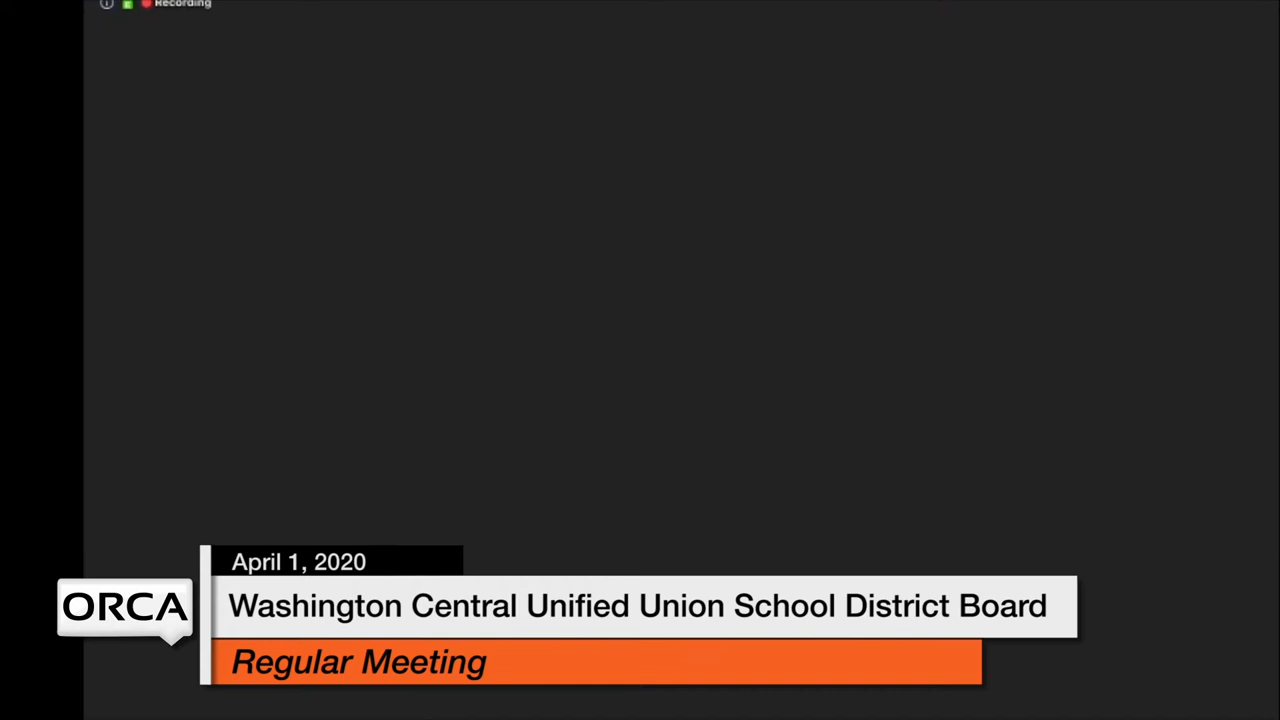 Recording
April 1, 2020
Washington Central Unified Union School District Board
ORCA
Regular Meeting